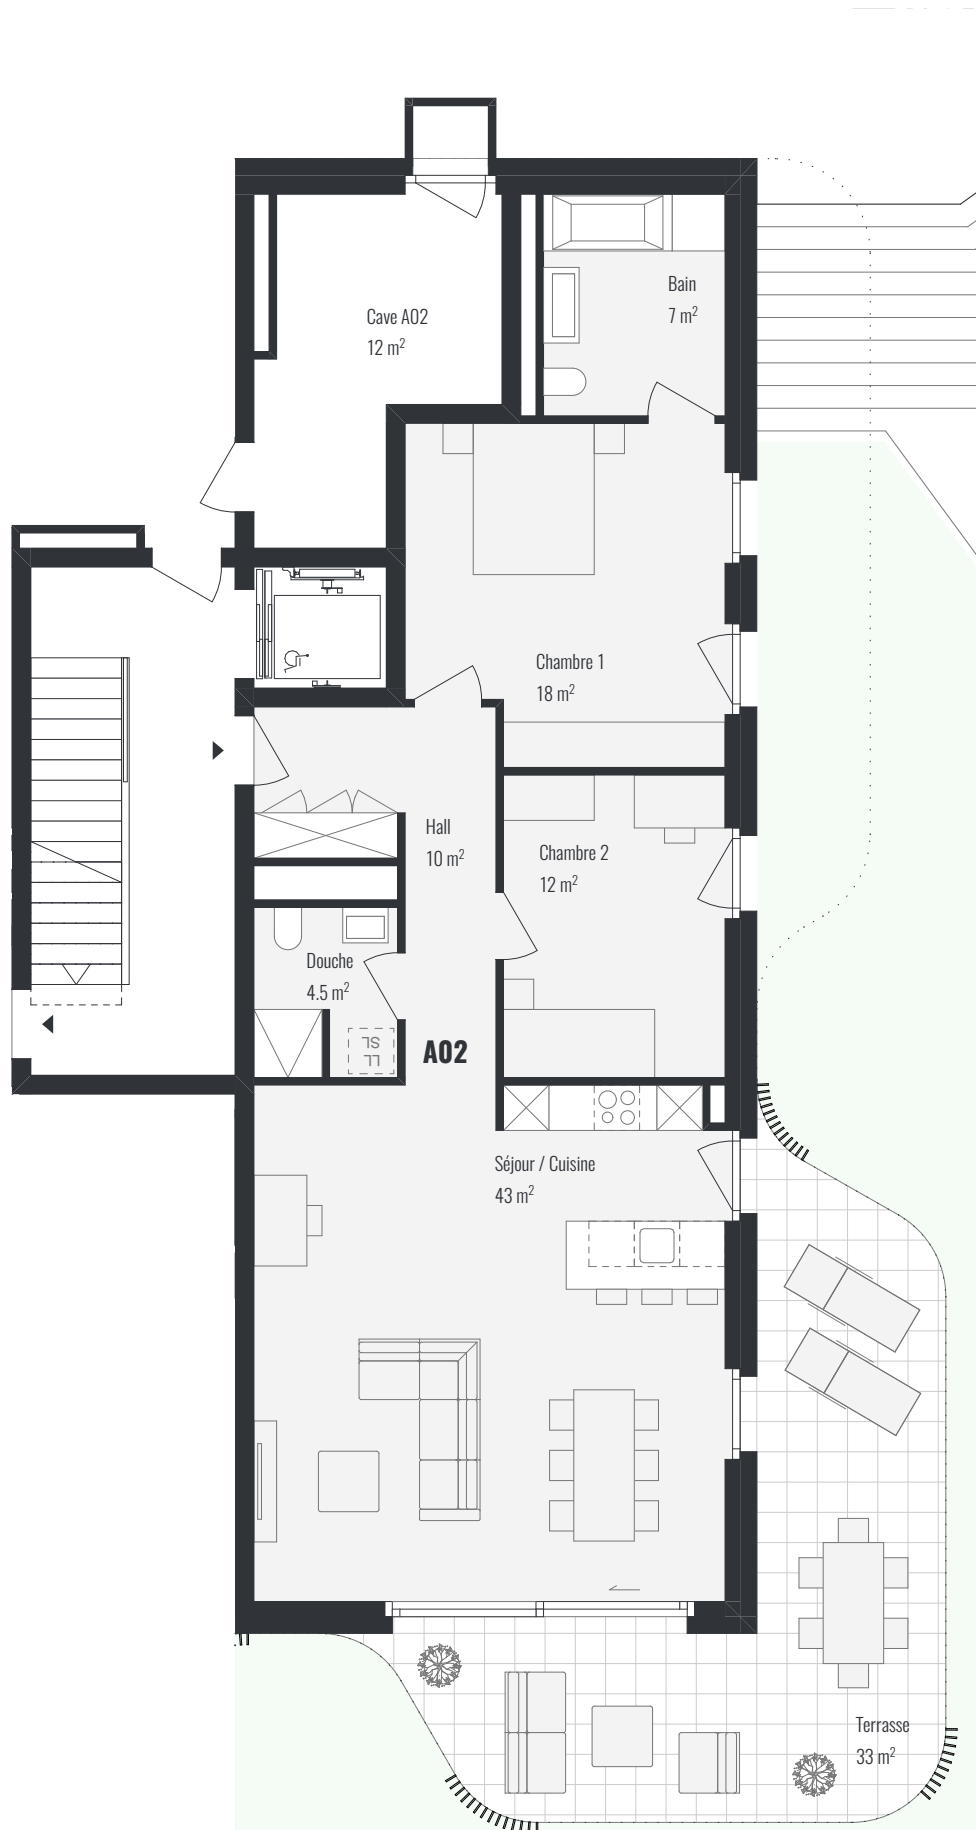 Bain
7 m²
Cave A02
12 m²
Chambre 1
18 m²
Hall
10 m²
Chambre 2
12 m²
Douche
4.5 m²
LL
SL
A02
Séjour / Cuisine
43 m²
Terrasse
33 m²